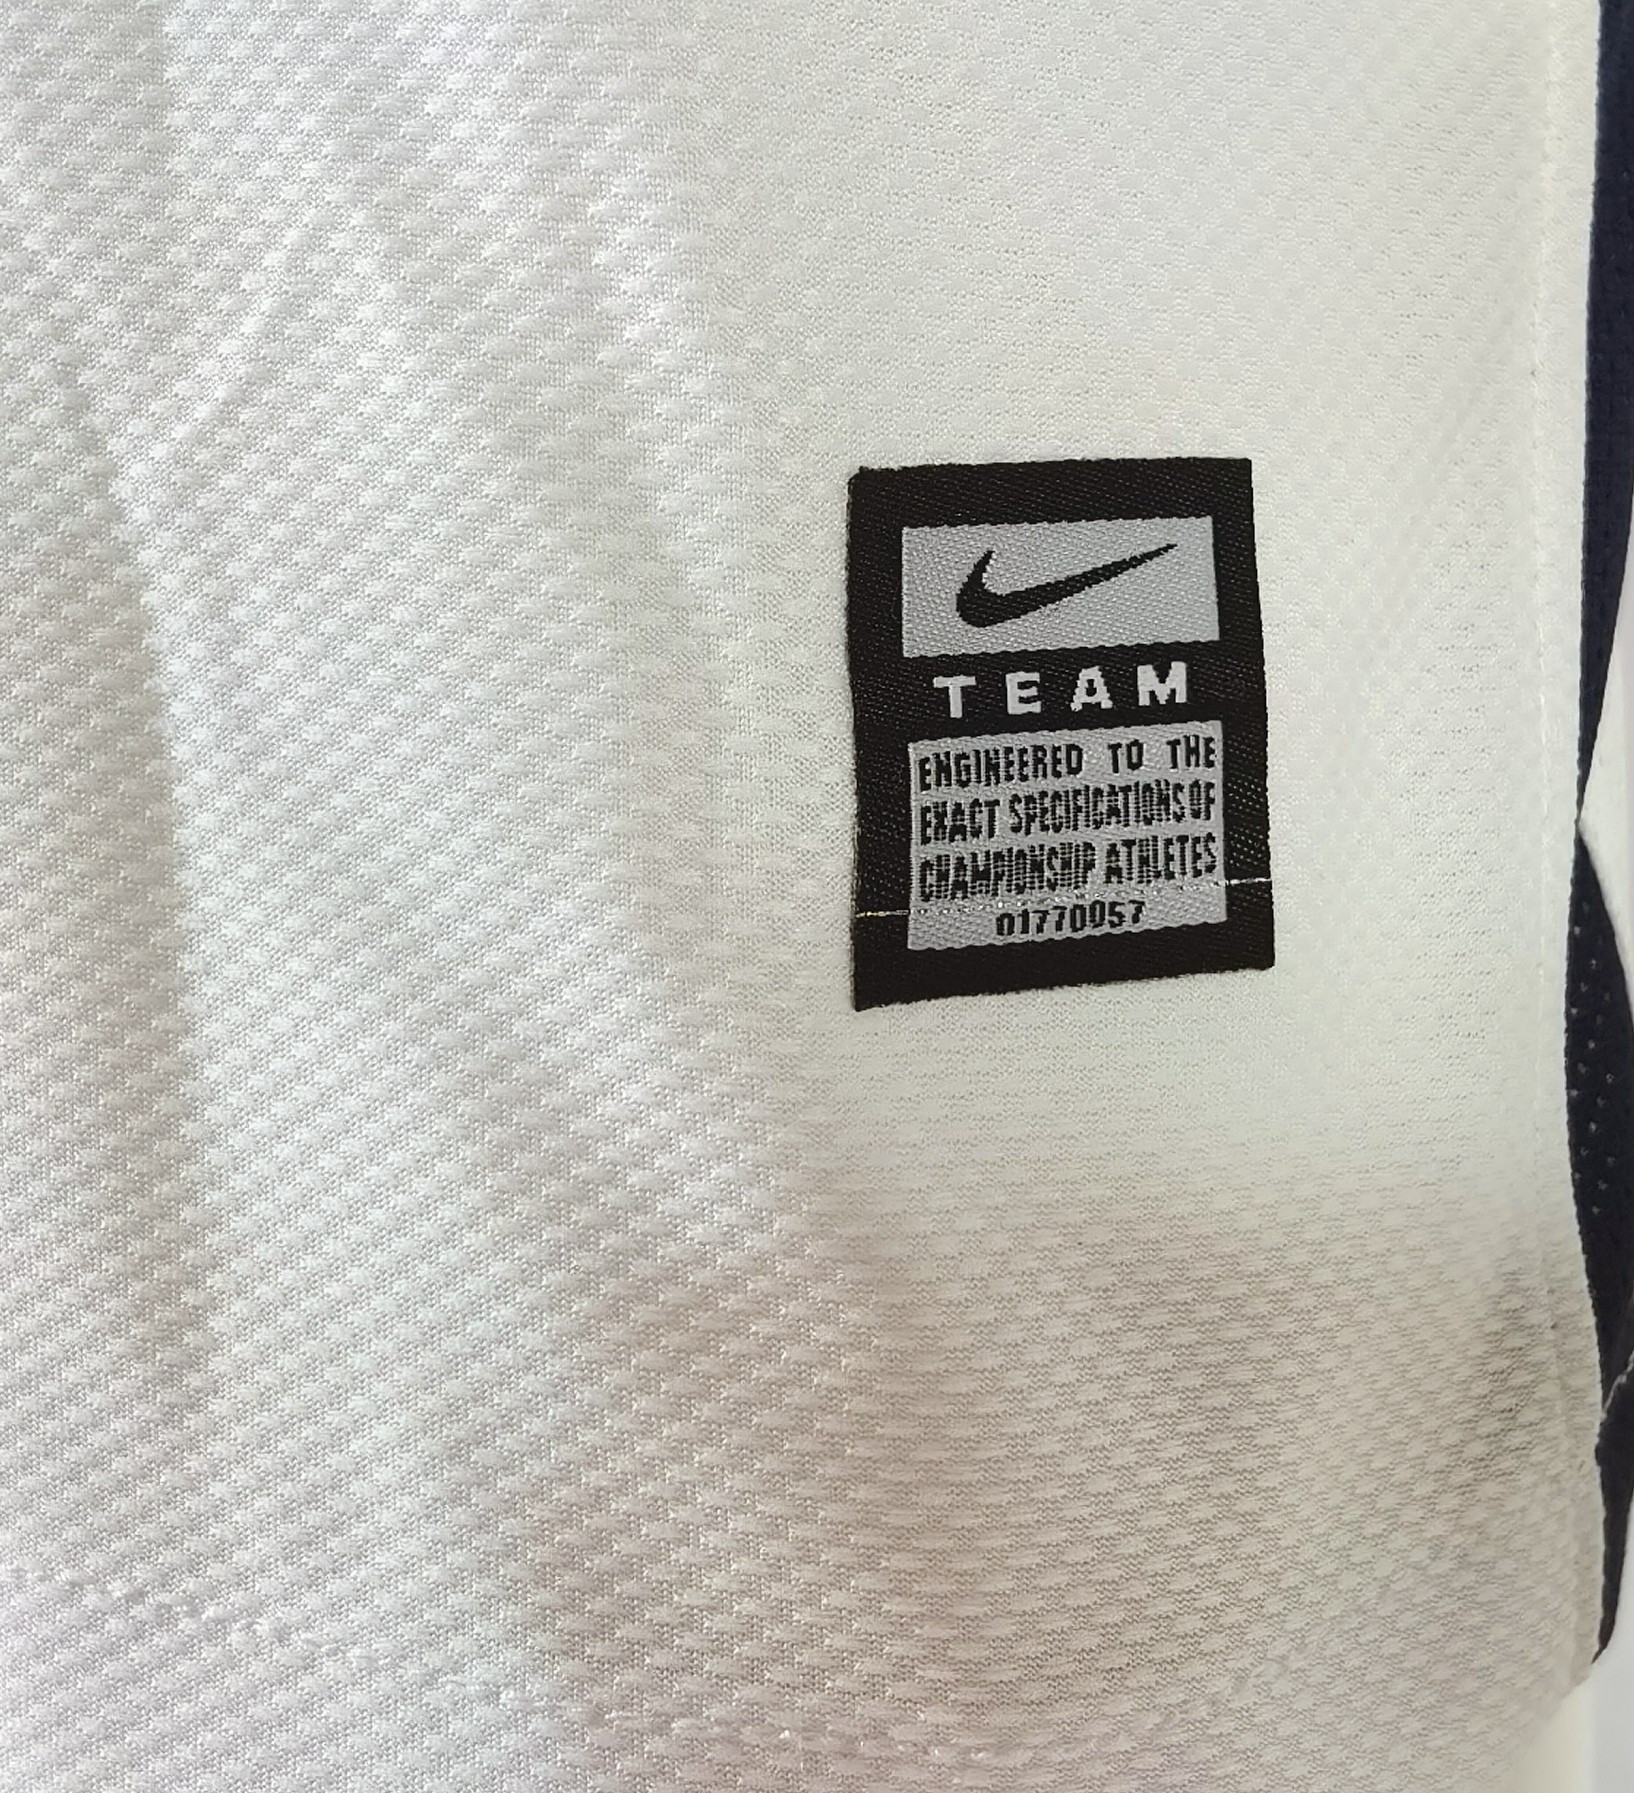 TEAM
ENGINEERED TO THE
EXACT SPECIFICATIONS OF
CHAMPIONSHIP ATHLETES
01770057